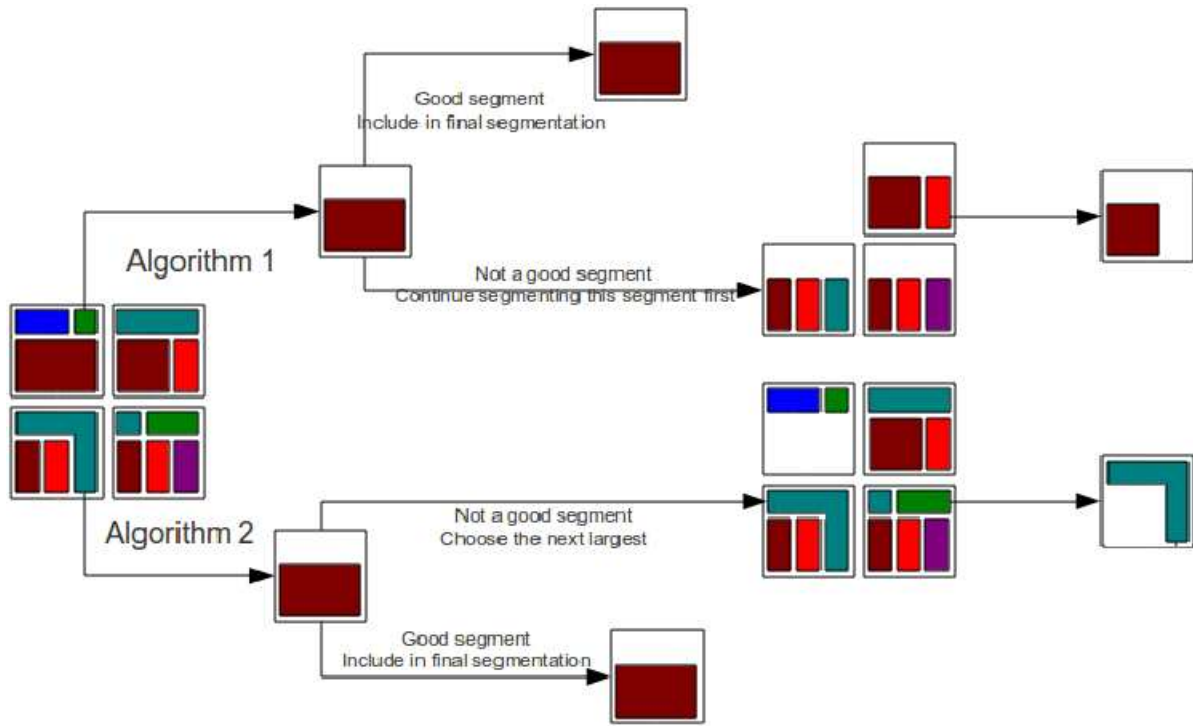 Good segment
Include in final segmentation
Algorithm 1
Not a good segment
Continue segmenting this segment first
Algorithm 2
Not a good segment
Choose the next largest
Good segment
Include in final segmentation